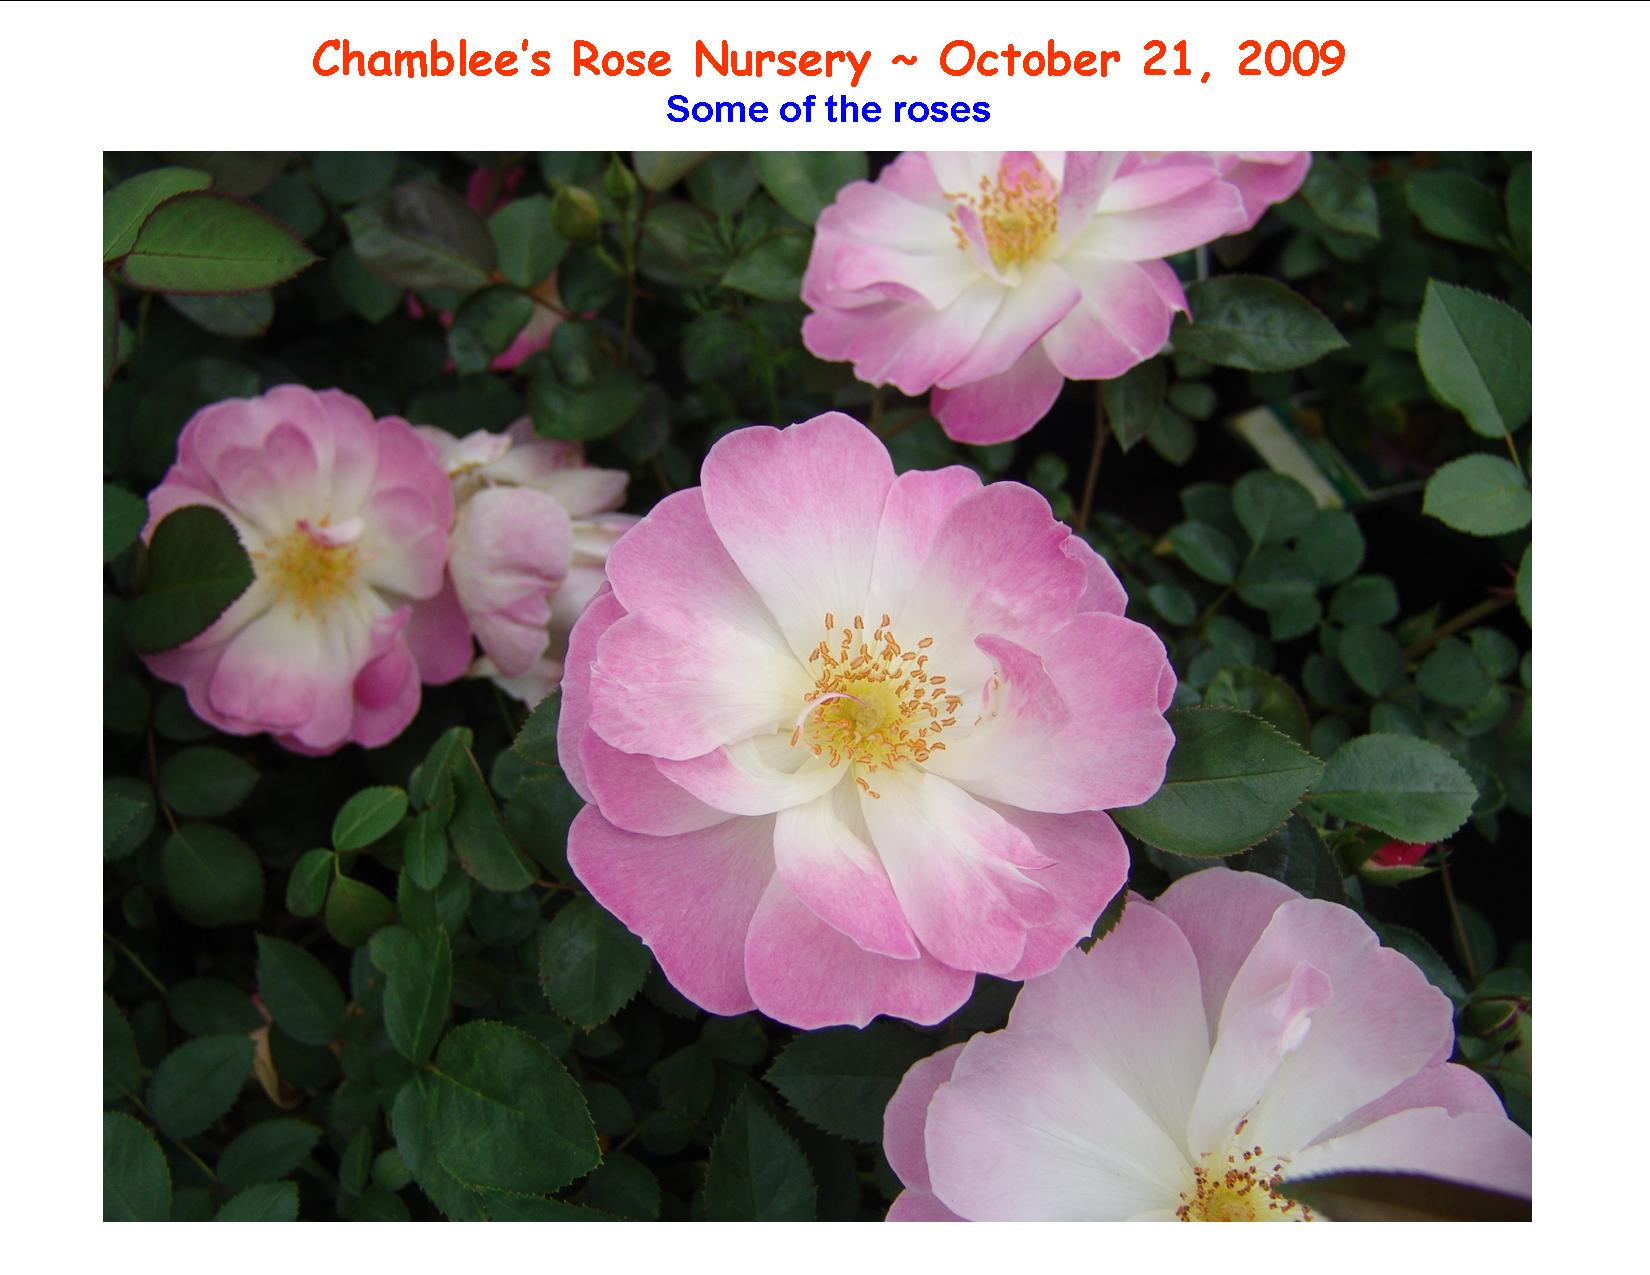 Chamblee's Rose Nursery ~ October 21, 2009
Some of the roses